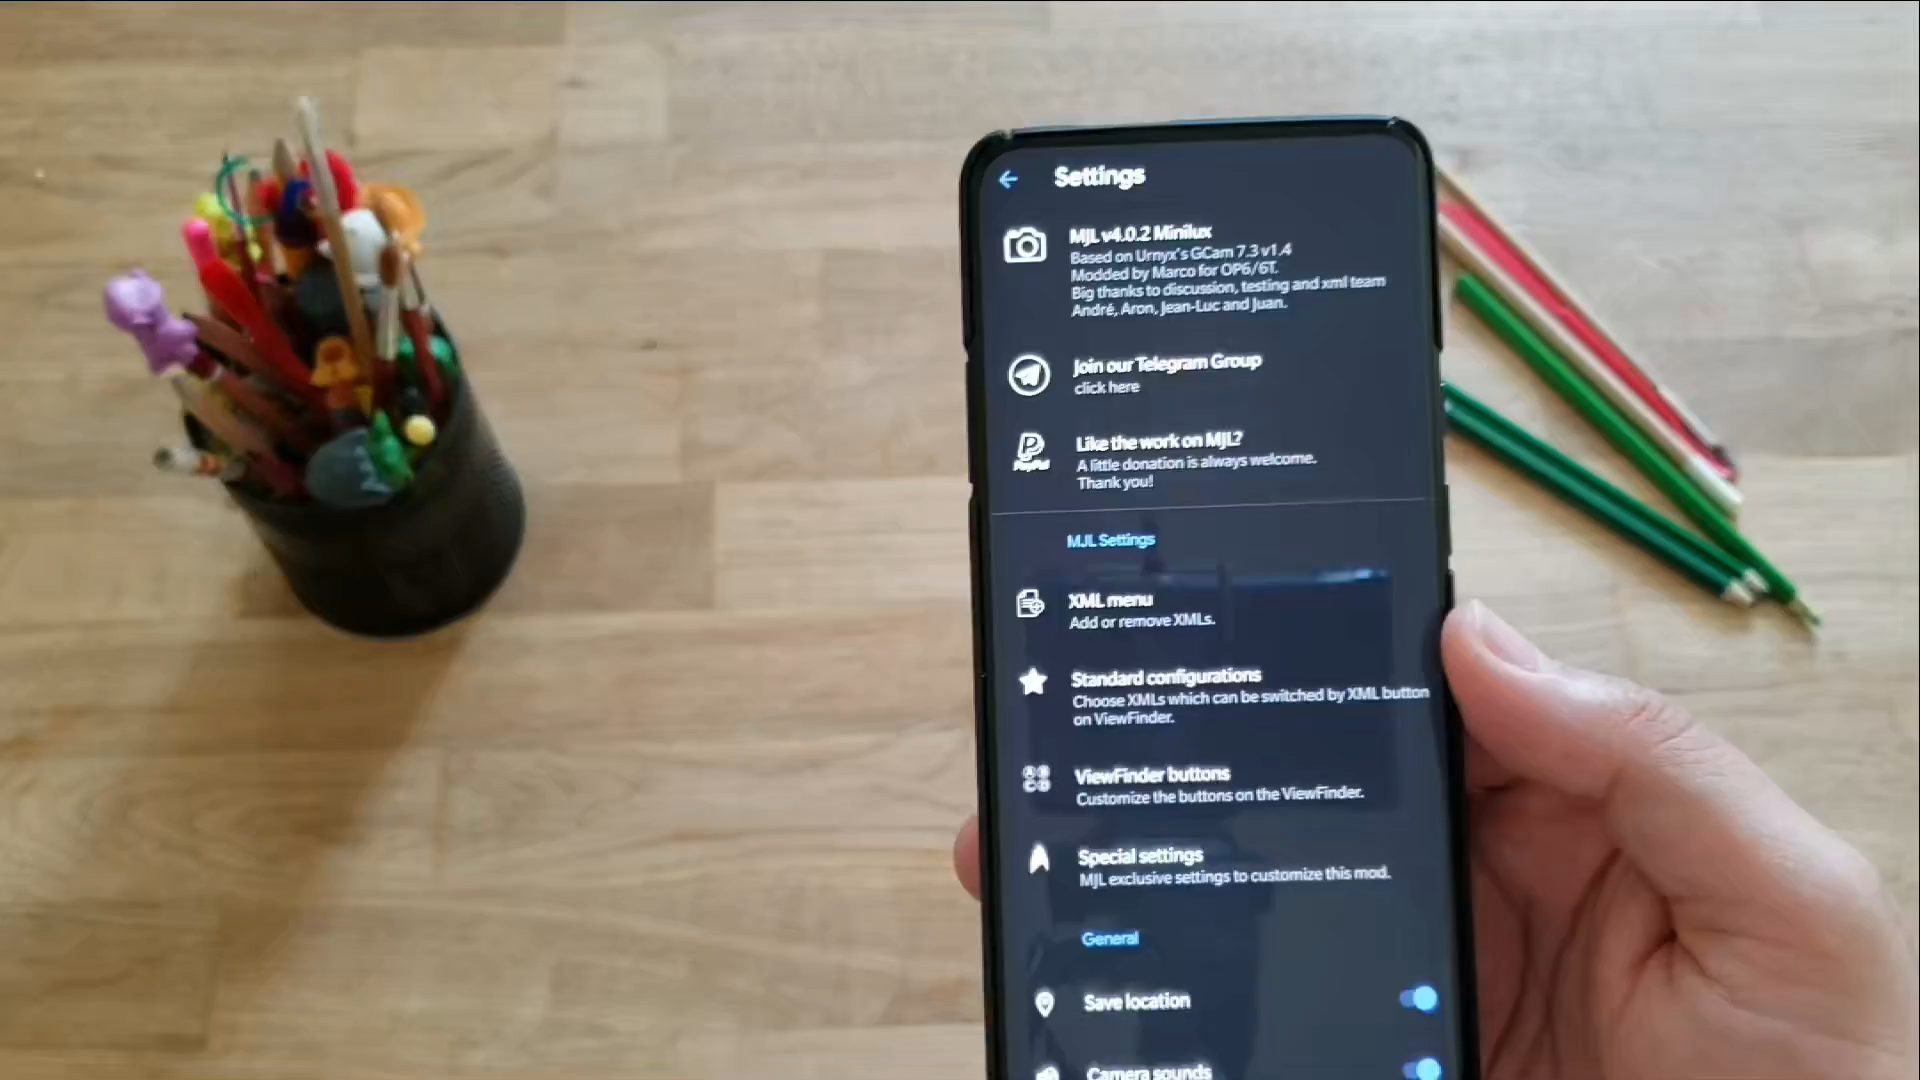 Settings
MJL v4.0.2 Minilux
Based on Urnyx's GCam 7.3 v1.4
Modded by Marco for OP6/6T.
Big thanks to discussion, testing and xml team
André, Aron, Jean-Luc and Juan.
Join our Telegram Group
click here
Like the work on MJL?
A little donation is always welcome.
Thank you!
PayPal
MJL Settings
XML menu
Add or remove XMLs.
Standard configurations
Choose XMLs which can be switched by XML button
on ViewFinder.
ViewFinder buttons
Customize the buttons on the ViewFinder.
Special settings
MJL exclusive settings to customize this mod.
General
Save location
Camera sounds